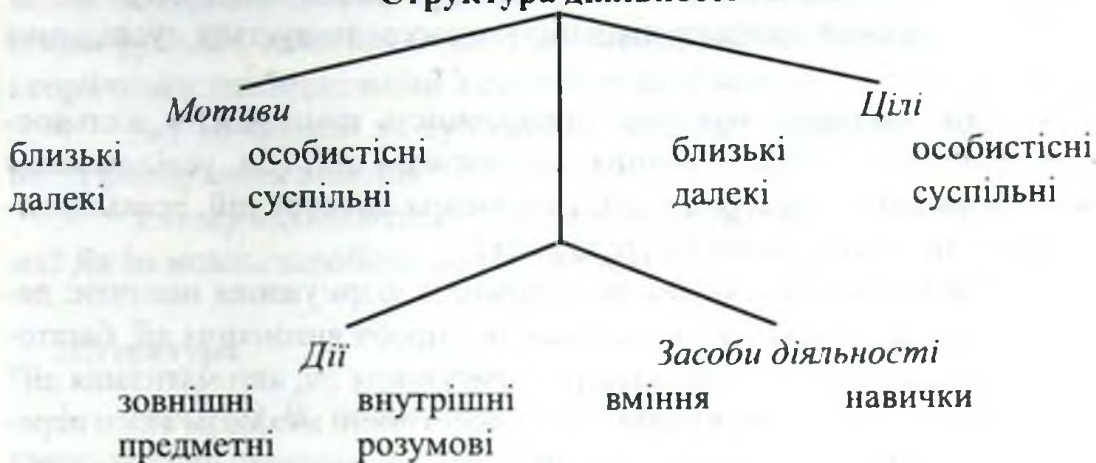 Структура діяльності
Мотиви Цілі
близькі особистісні близькі особистісні
далекі суспільні далекі суспільні
Дії Засоби діяльності
зовнішні внутрішні вміння навички
предметні розумові